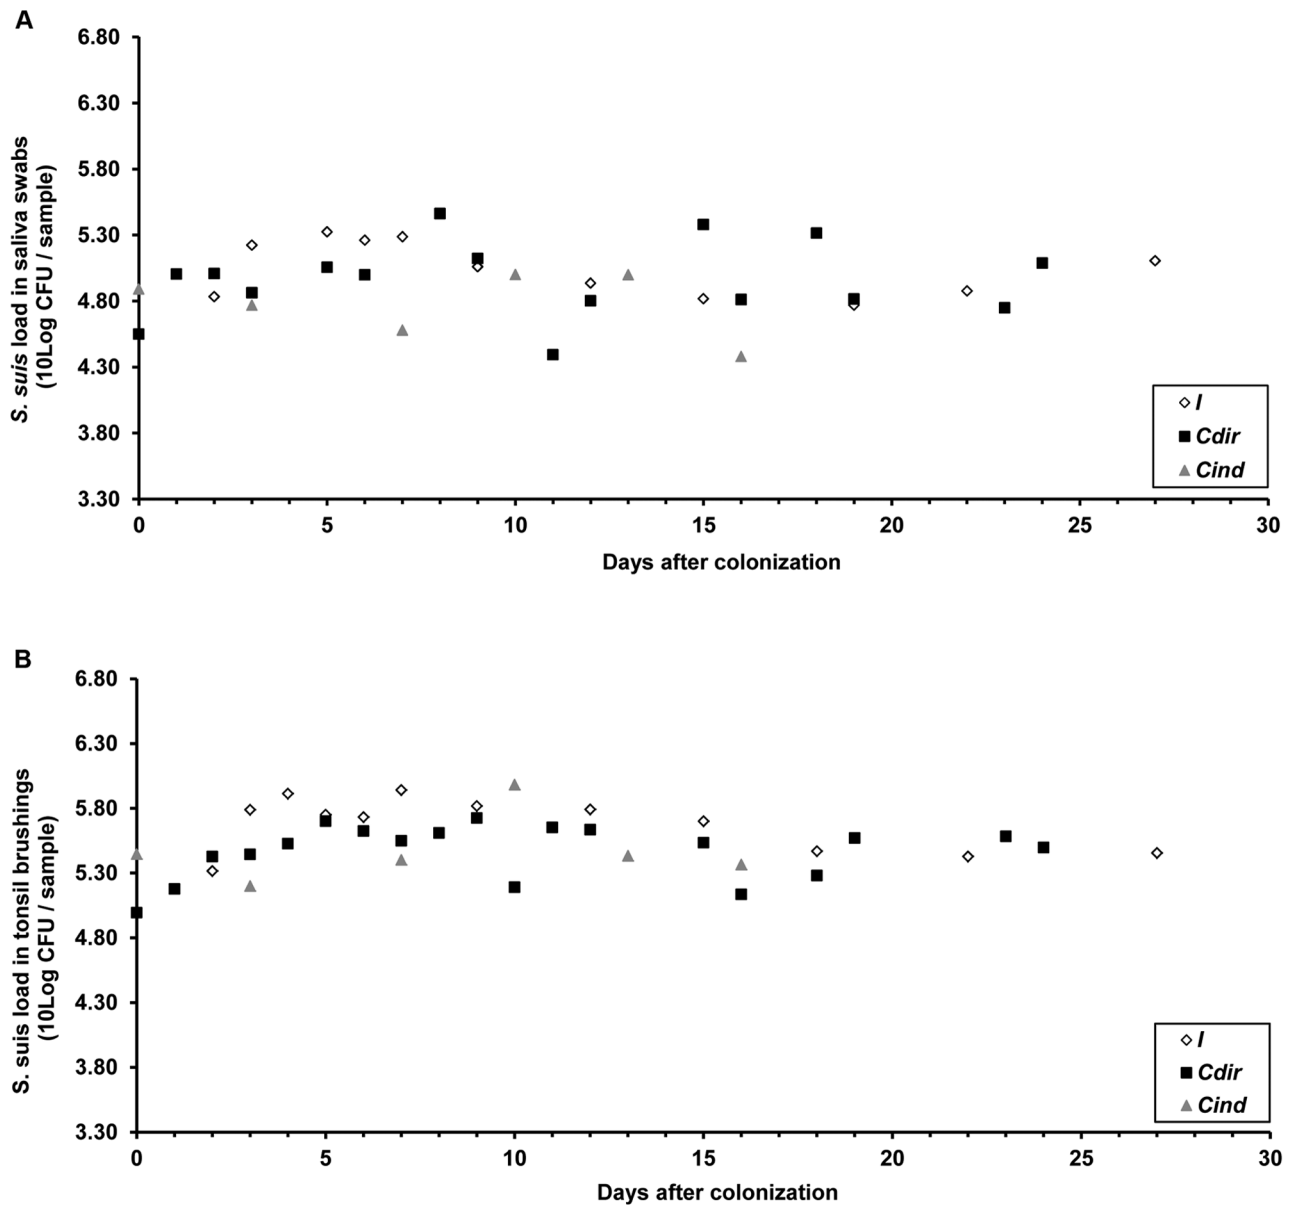 A
6.80
6.30
5.80
5.30
4.80
4.30
3.80
3.30
S. suis load in saliva swabs
(10Log CFU / sample)
0 5 10 15 20 25 30
Days after colonization
I
Cdir
Cind
B
6.80
6.30
5.80
5.30
4.80
4.30
3.80
3.30
S. suis load in tonsil brushings
(10Log CFU / sample)
0 5 10 15 20 25 30
Days after colonization
I
Cdir
Cind